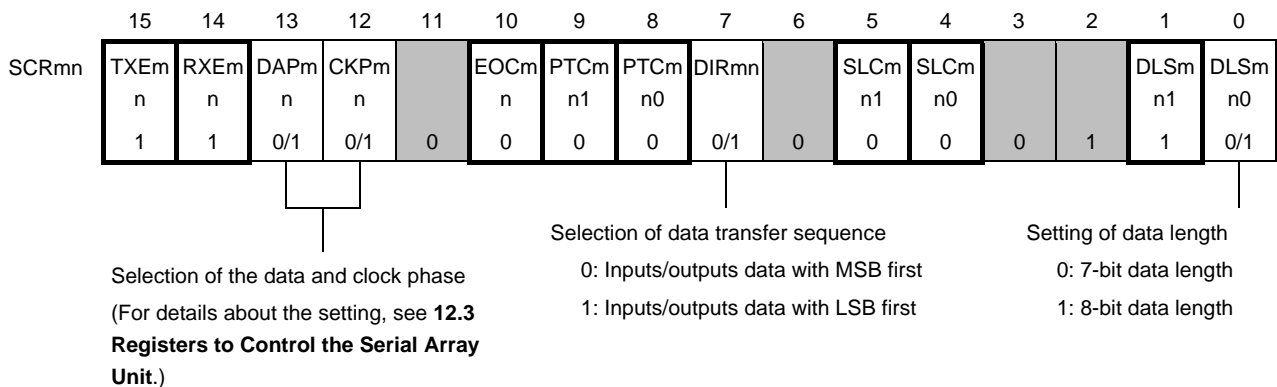 15 14 13 12 11 10 9 8 7 6 5 4 3 2 1 0
SCRmn TXEm RXEm DAPm CKPm EOCm PTCm PTCm DIRmn SLCm SLCm DLSm DLSm
n n n n n n1 n0 n1 n0 n1 n0
1 1 0/1 0/1 0 0 0 0 0/1 0 0 0 0 1 1 0/1
Selection of data transfer sequence
0: Inputs/outputs data with MSB first
1: Inputs/outputs data with LSB first
Setting of data length
0: 7-bit data length
1: 8-bit data length
Selection of the data and clock phase
(For details about the setting, see 12.3
Registers to Control the Serial Array
Unit.)